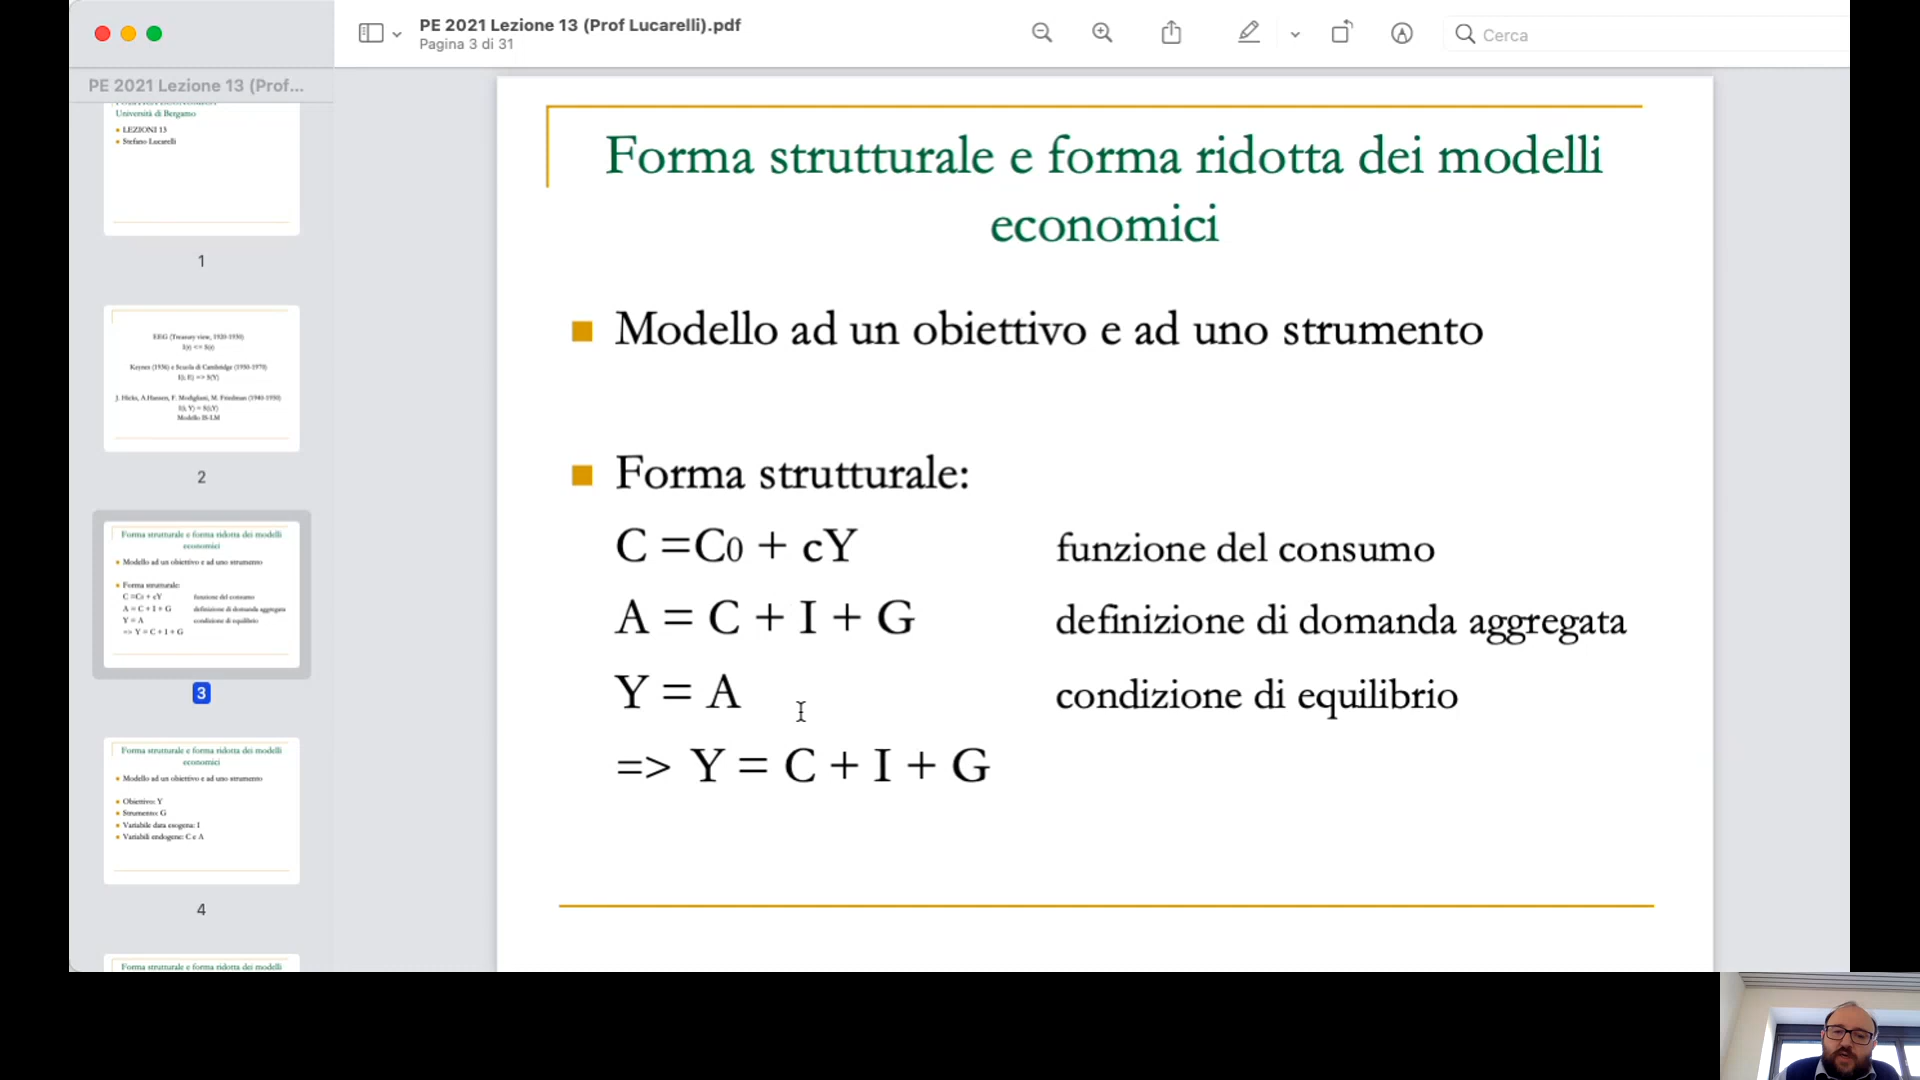 PE 2021 Lezione 13 (Prof Lucarelli).pdf
Pagina 3 di 31
Cerca
PE 2021 Lezione 13 (Prof...
Università di Bergamo
LEZIONI 13
Stefano Lucarelli
1
EEG (Treasury view, 1920-1930)
Keynes (1936) e Scuola di Cambridge (1950-1970)
J. Hicks, A.Hansen, F. Modigliani, M. Friedman (1940-1950)
Modello IS-LM
2
Forma strutturale e forma ridotta dei modelli
economici
Modello ad un obiettivo e ad uno strumento
Forma strutturale:
C =C0 + cY funzione del consumo
A = C + I + G definizione di domanda aggregata
Y = A condizione di equilibrio
=> Y = C + I + G
3
Forma strutturale e forma ridotta dei modelli
economici
Modello ad un obiettivo e ad uno strumento
Obiettivo: Y
Strumento: G
Variabile data esogena: I
Variabili endogene: C e A
4
Forma strutturale e forma ridotta dei modelli
Forma strutturale e forma ridotta dei modelli
economici
Modello ad un obiettivo e ad uno strumento
Forma strutturale:
C =C0 + cY funzione del consumo
A = C + I + G definizione di domanda aggregata
Y = A condizione di equilibrio
=> Y = C + I + G